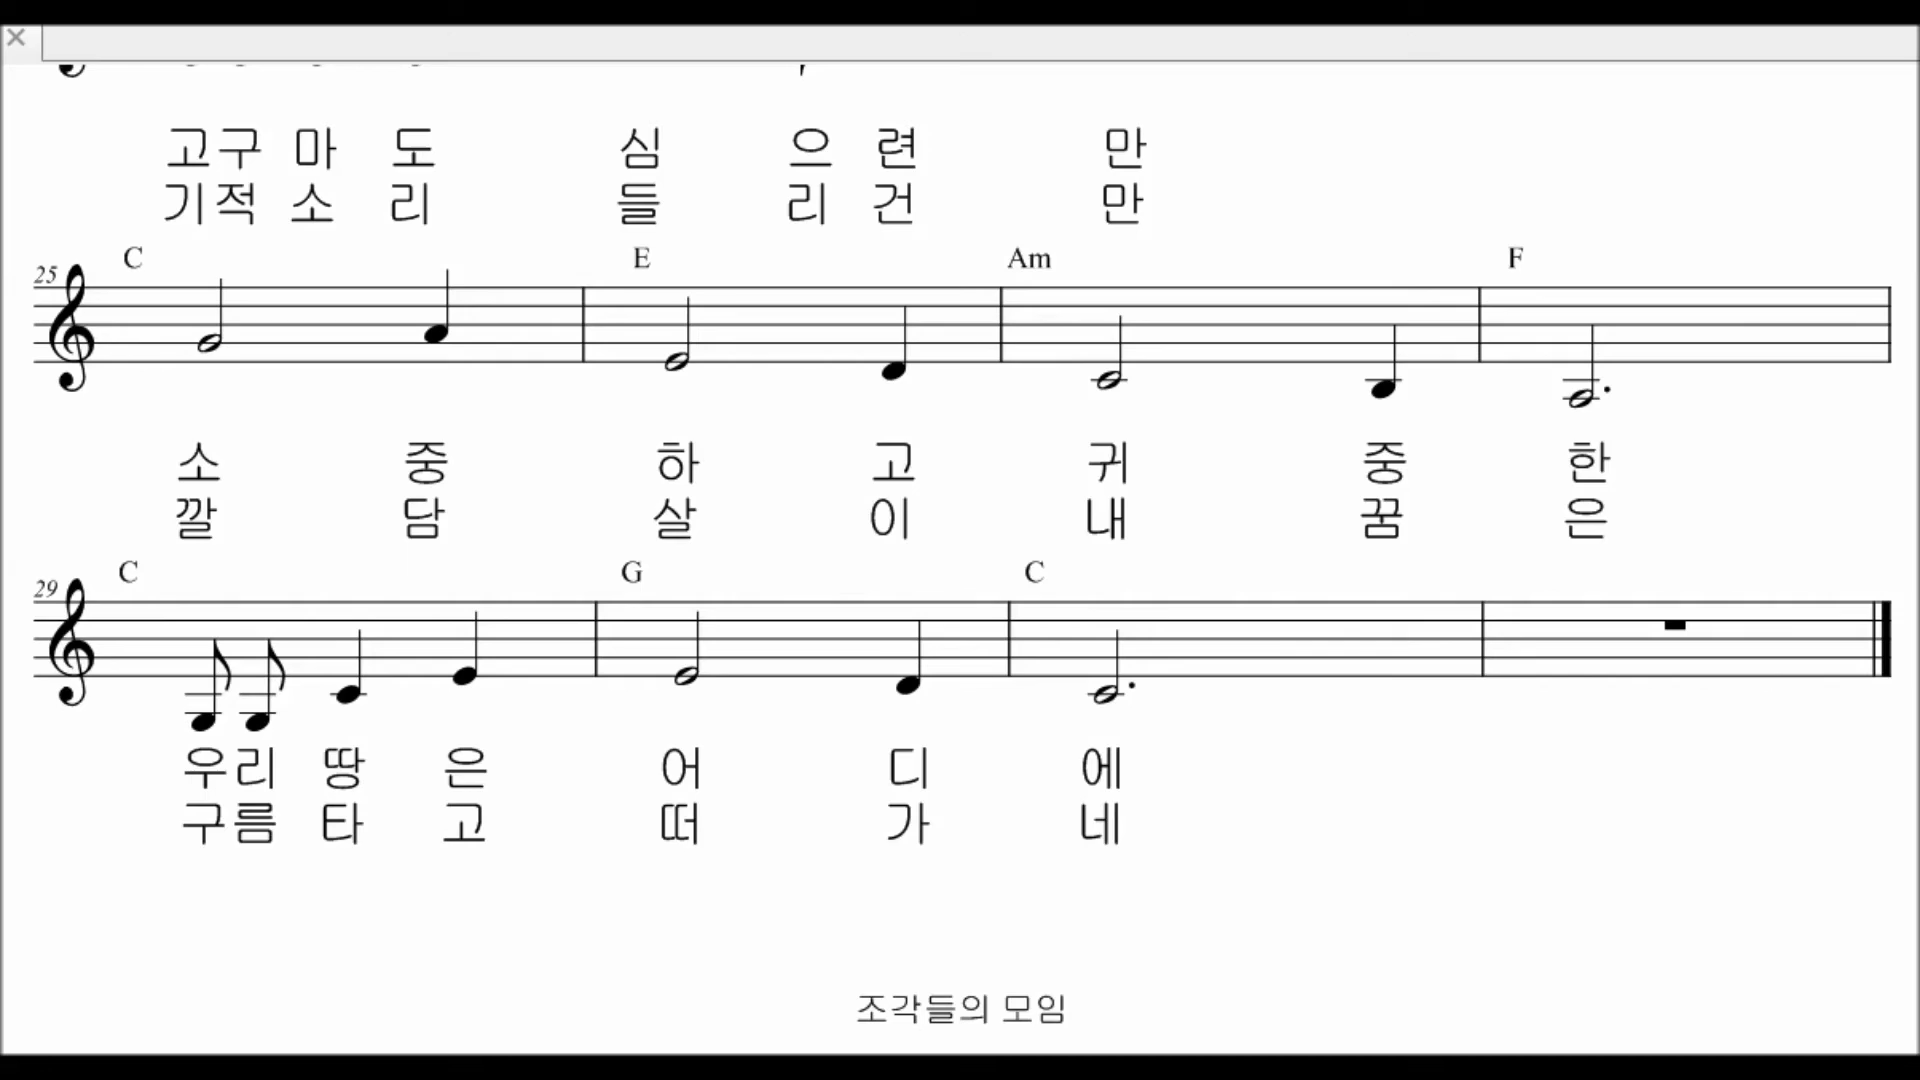 고구 마 도 심 으 련 만
기적 소 리 들 리 건 만
C E Am F
25
소 중 하 고 귀 중 한
깔 담 살 이 내 꿈 은
C G C
29
우리 땅 은 어 디 에
구름 타 고 떠 가 네
조각들의 모임